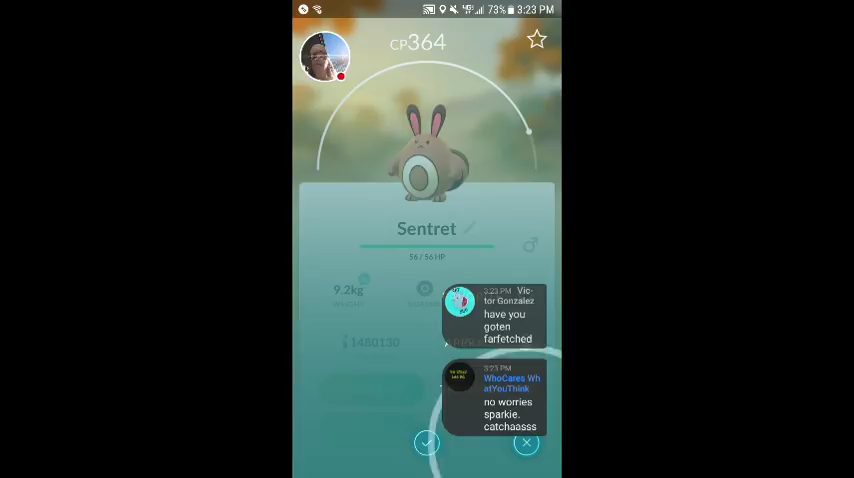 73% 3:23 PM
CP364
Sentret
56 / 56 HP
9.2kg
1480130
3:23 PM Vic-
tor Gonzalez
have you
goten
farfetched
3:23 PM
WhoCares Wh
atYouThink
no worries
sparkie.
catchaasss